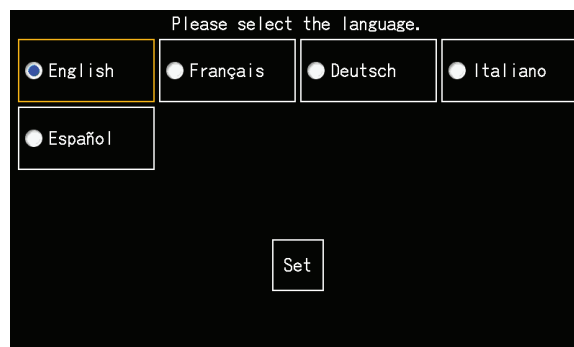 Please select the language.
English Français Deutsch Italiano
Español
Set